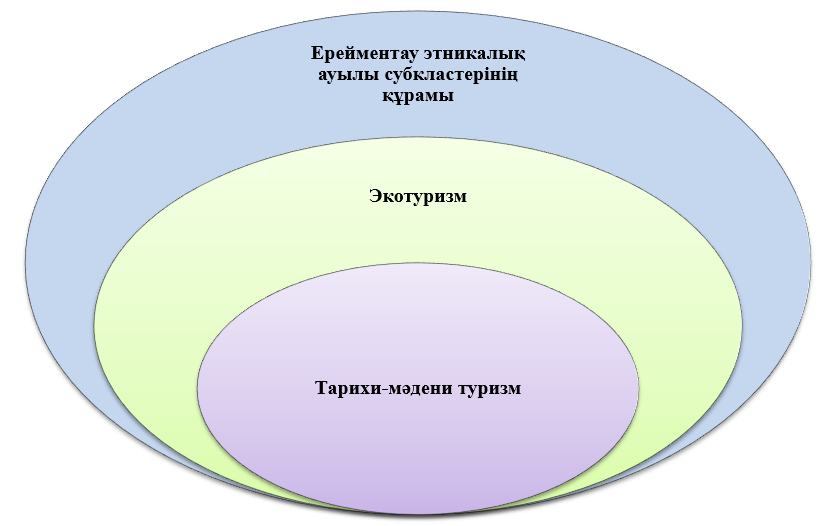 Ерейментау этникалық
ауылы субкластерінің
құрамы
Экотуризм
Тарихи-мәдени туризм